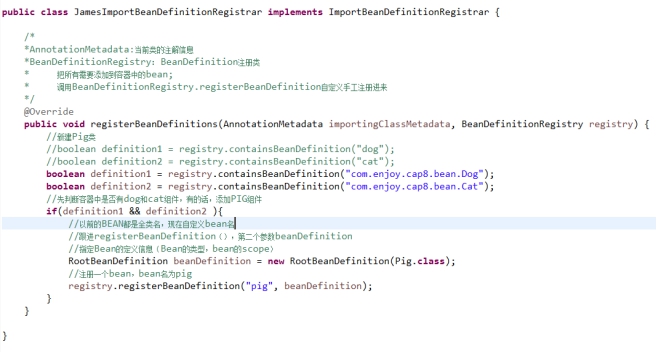 public class JamesImportBeanDefinitionRegistrar implements ImportBeanDefinitionRegistrar {
/*
*AnnotationMetadata:当前类的注解信息
*BeanDefinitionRegistry: BeanDefinition注册类
* 把所有需要添加到容器中的bean;
* 调用BeanDefinitionRegistry.registerBeanDefinition自定义手工注册进来
*/
@Override
public void registerBeanDefinitions(AnnotationMetadata importingClassMetadata, BeanDefinitionRegistry registry) {
//新建Pig类
//boolean definition1 = registry.containsBeanDefinition("dog");
//boolean definition2 = registry.containsBeanDefinition("cat");
boolean definition1 = registry.containsBeanDefinition("com.enjoy.cap8.bean.Dog");
boolean definition2 = registry.containsBeanDefinition("com.enjoy.cap8.bean.Cat");
//先判断容器中是否有dog和cat组件，有的话，添加PIG组件
if(definition1 && definition2 ){
//以前的BEAN都是全类名，现在自定义bean名
//跟进registerBeanDefinition（），第二个参数beanDefinition
//指定Bean的定义信息（Bean的类型，bean的scope）
RootBeanDefinition beanDefinition = new RootBeanDefinition(Pig.class);
//注册一个bean，bean名为pig
registry.registerBeanDefinition("pig", beanDefinition);
}
}
}